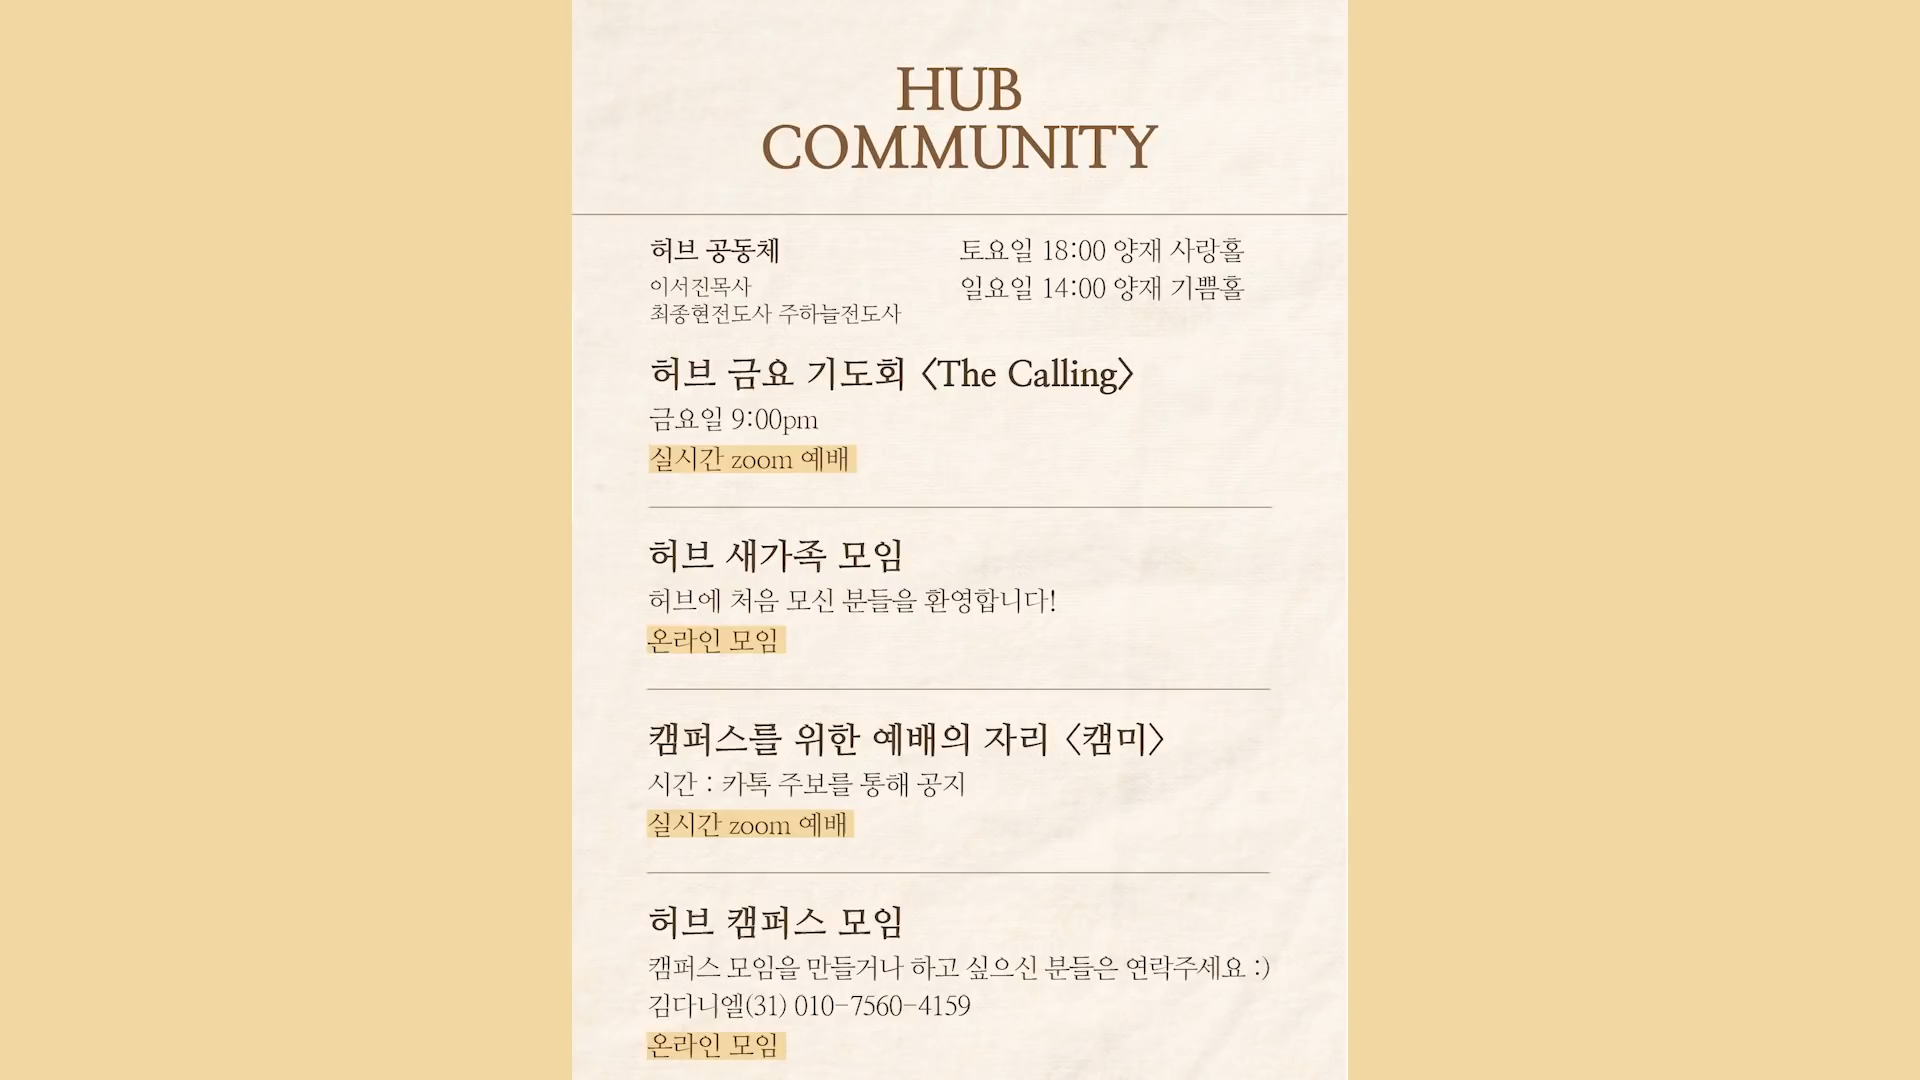 HUB
COMMUNITY
허브 공동체
이서진목사
최종현전도사 주하늘전도사
토요일 18:00 양재 사랑홀
일요일 14:00 양재 기쁨홀
허브 금요 기도회 〈The Calling〉
금요일 9:00pm
실시간 zoom 예배
허브 새가족 모임
허브에 처음 모신 분들을 환영합니다!
온라인 모임
캠퍼스를 위한 예배의 자리 〈캠미〉
시간 : 카톡 주보를 통해 공지
실시간 zoom 예배
허브 캠퍼스 모임
캠퍼스 모임을 만들거나 하고 싶으신 분들은 연락주세요 :)
김다니엘(31) 010-7560-4159
온라인 모임